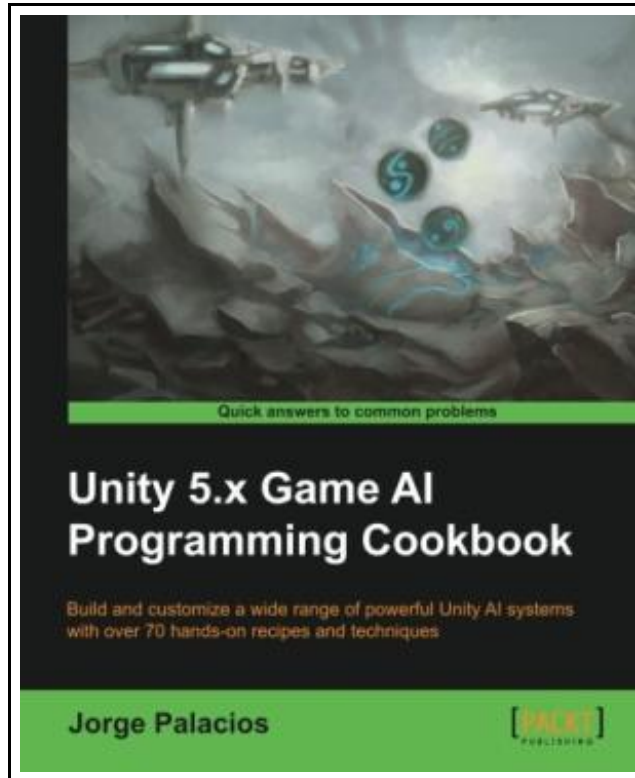 Quick answers to common problems
Unity 5.x Game AI
Programming Cookbook
Build and customize a wide range of powerful Unity AI systems
with over 70 hands-on recipes and techniques
Jorge Palacios
[PACKT]
PUBLISHING